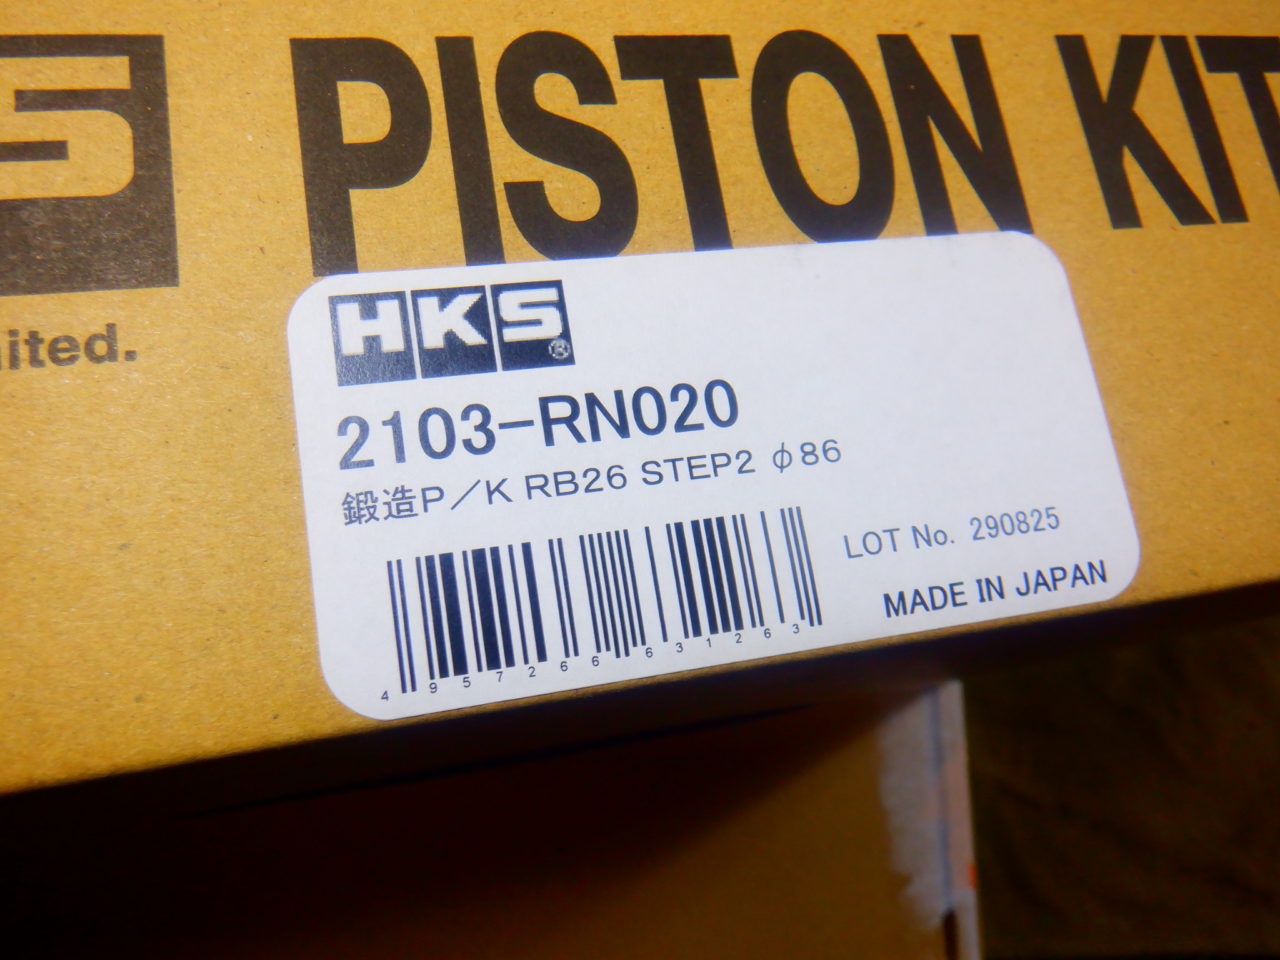 S PISTON KIT
ited.
HKS®
2103-RN020
鍛造P/K RB26 STEP2 φ86
LOT No. 290825
MADE IN JAPAN
4957266631263